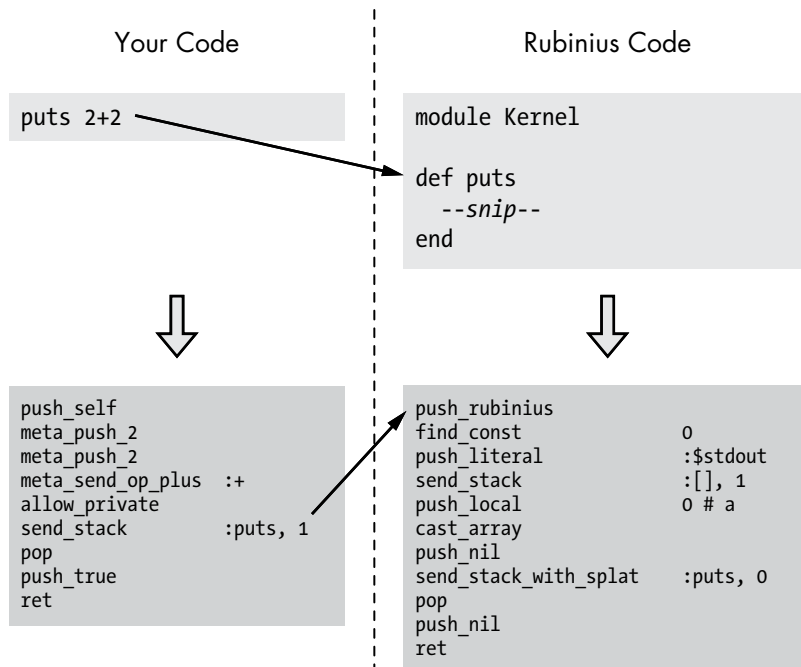 Your Code
puts 2+2
push_self
meta_push_2
meta_push_2
meta_send_op_plus :+
allow_private
send_stack :puts, 1
pop
push_true
ret
Rubinius Code
module Kernel
def puts
--snip--
end
push_rubinius
find_const 0
push_literal :$stdout
send_stack :[], 1
push_local 0 # a
cast_array
push_nil
send_stack_with_splat :puts, 0
pop
push_nil
ret